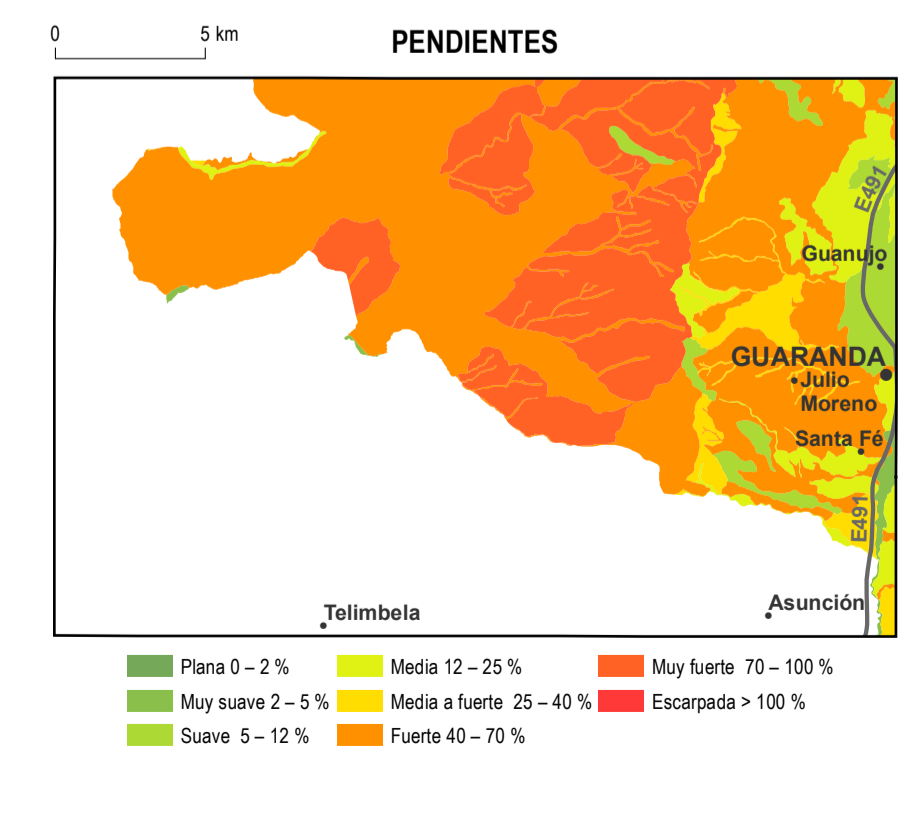 0 5 km
PENDIENTES
E491
Guanujo
GUARANDA
Julio
Moreno
Santa Fé
E491
Asunción
Telimbela
Plana 0 – 2 %
Muy suave 2 – 5 %
Suave 5 – 12 %
Media 12 – 25 %
Media a fuerte 25 – 40 %
Fuerte 40 – 70 %
Muy fuerte 70 – 100 %
Escarpada > 100 %